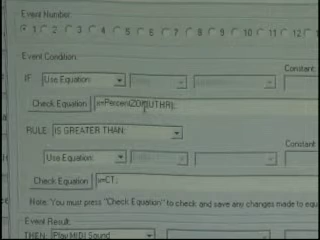 Event Number:
1 2 3 4 5 6 7 8 9 10 11 12
Event Condition:
Constant:
IF Use Equation:
Check Equation
RULE IS GREATER THAN:
Constant
Use Equation:
Check Equation x=CT;
Note: You must press "Check Equation" to check and save any changes made to equ
Event Result:
THEN: Play MIDI Sound